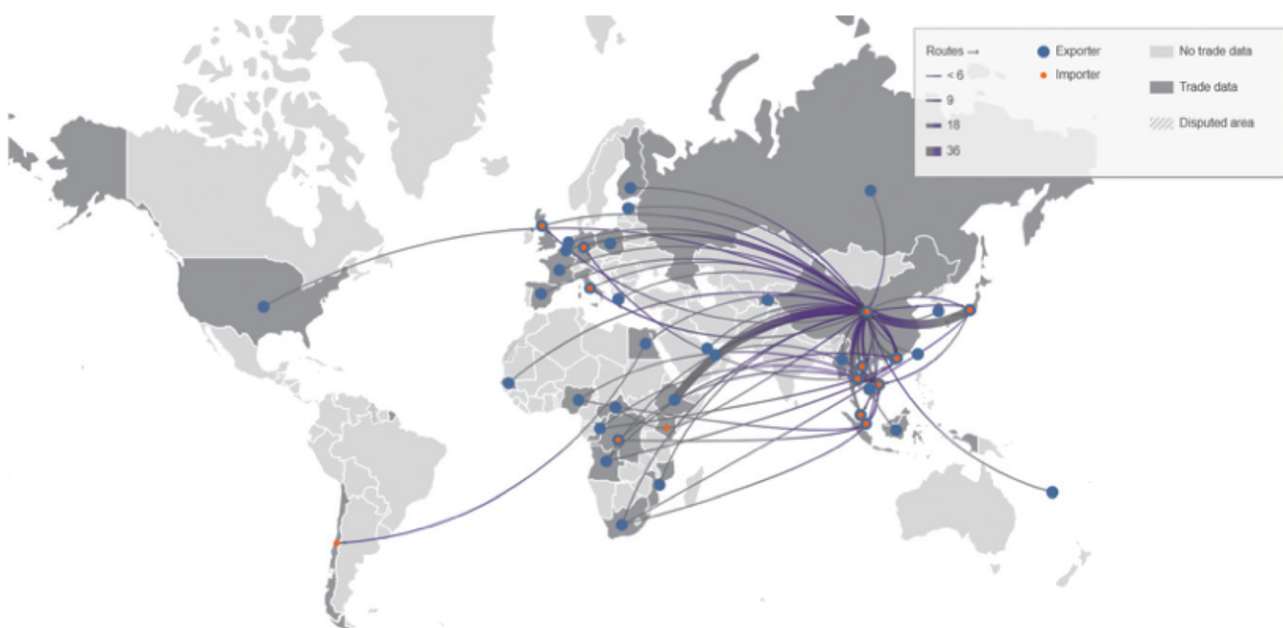 Routes →
< 6
9
18
36
Exporter
Importer
No trade data
Trade data
Disputed area